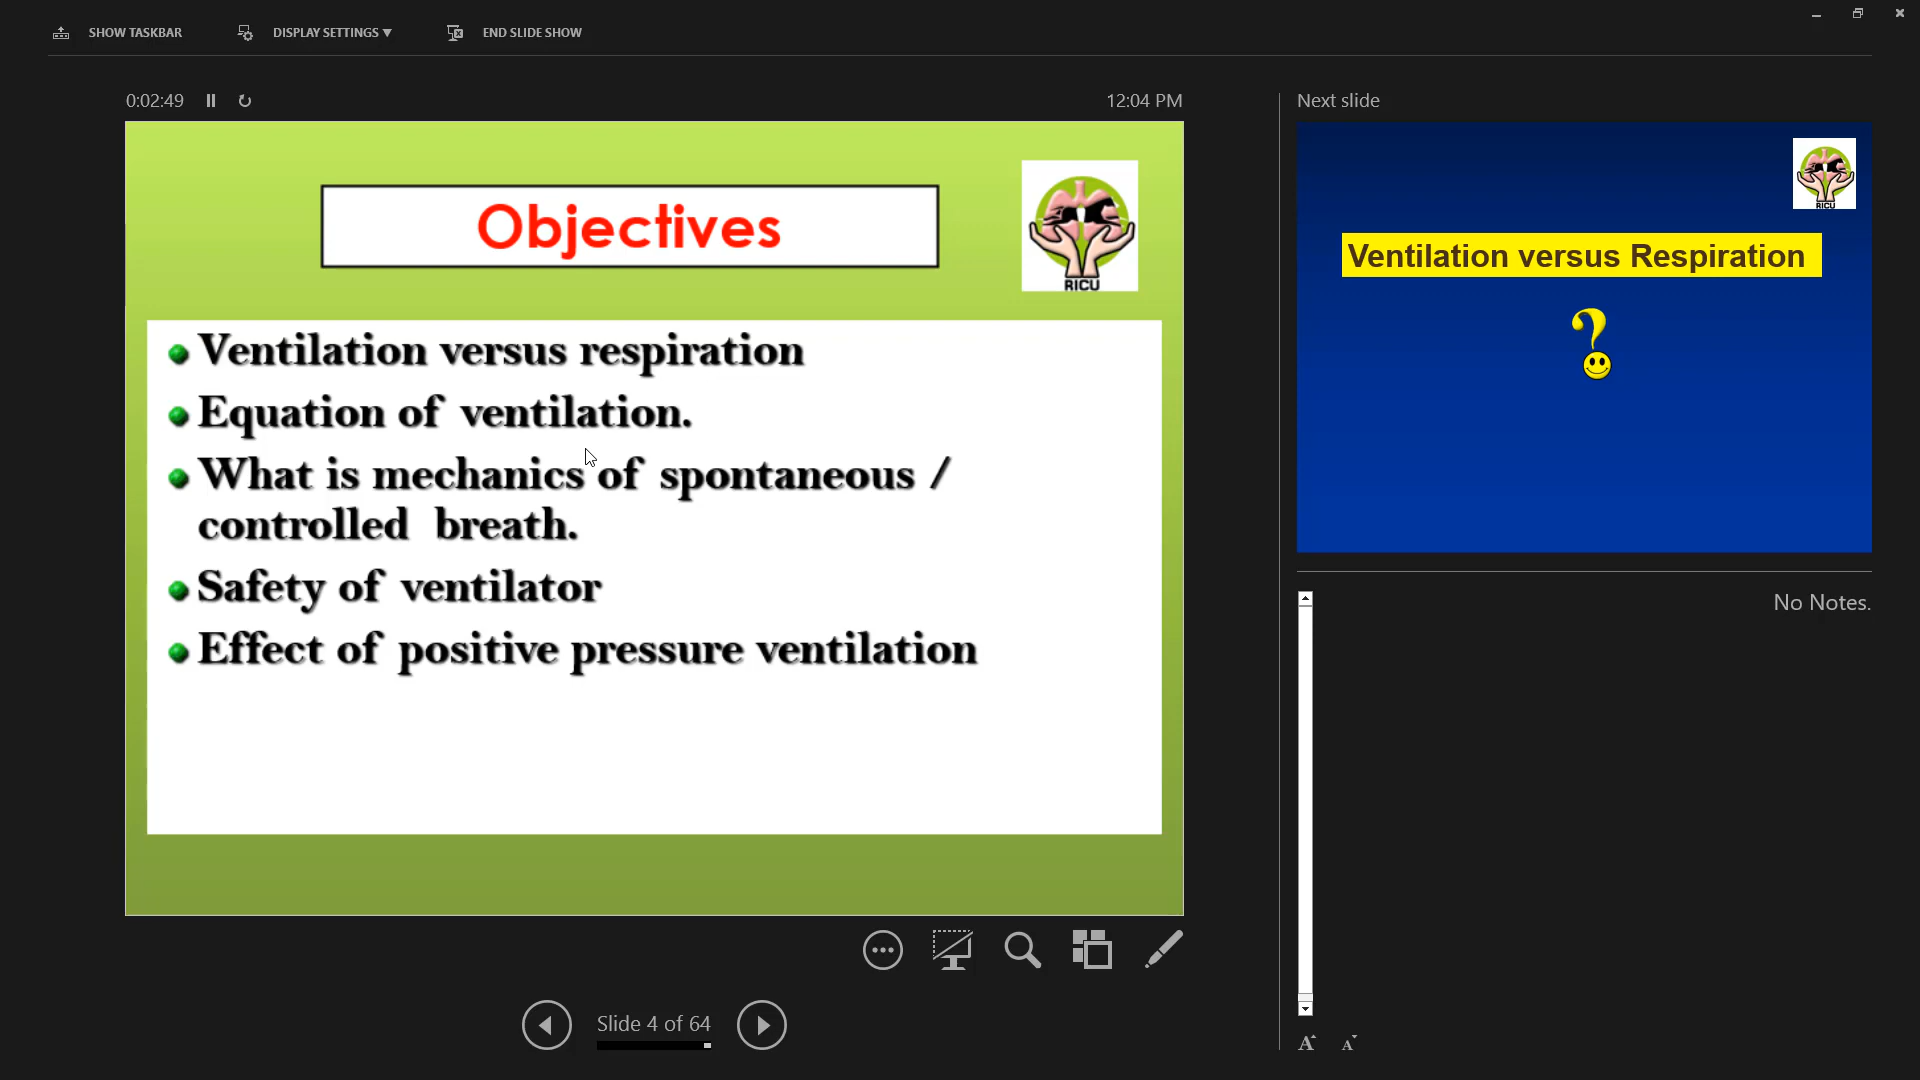 SHOW TASKBAR
DISPLAY SETTINGS ▼
END SLIDE SHOW
0:02:49
12:04 PM
Next slide
Objectives
RICU
Ventilation versus respiration
Equation of ventilation.
What is mechanics of spontaneous /
controlled breath.
Safety of ventilator
Effect of positive pressure ventilation
RICU
Ventilation versus Respiration
?
No Notes.
Slide 4 of 64
A A